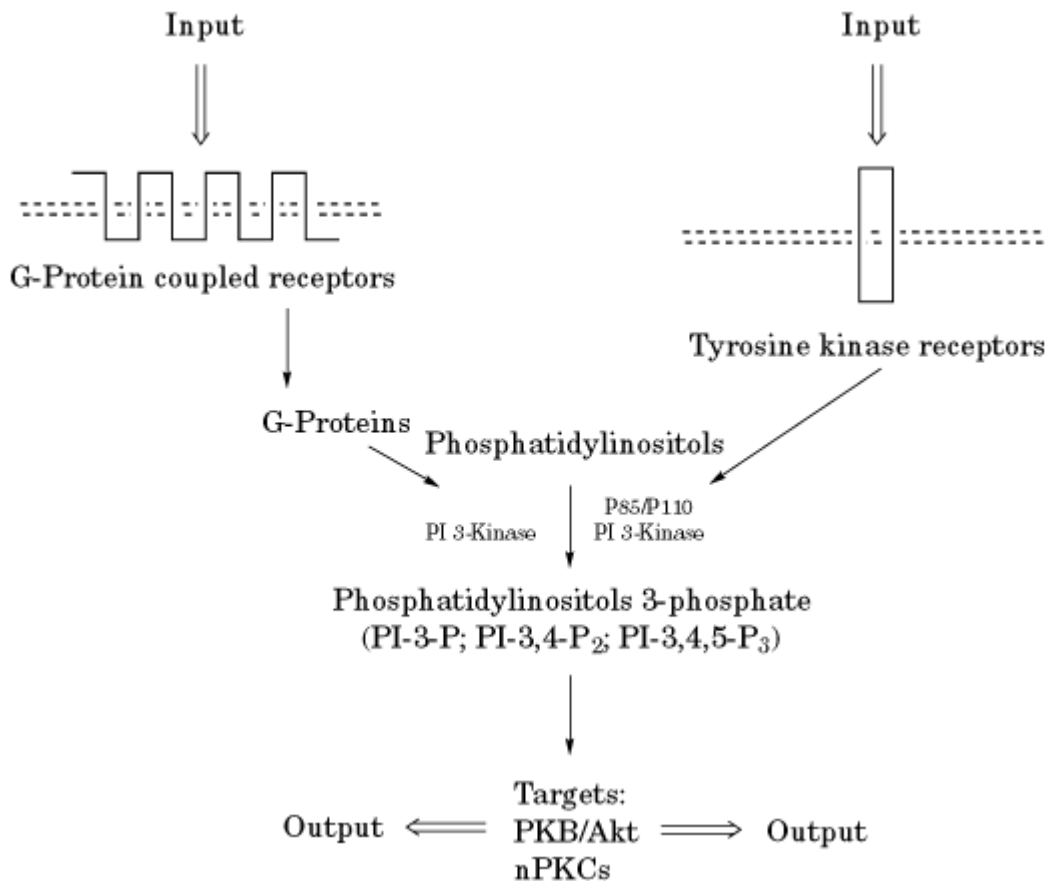 Input
Input
G-Protein coupled receptors
Tyrosine kinase receptors
G-Proteins
Phosphatidylinositols
P85/P110
PI 3-Kinase
PI 3-Kinase
Phosphatidylinositols 3-phosphate
(PI-3-P; PI-3,4-P₂; PI-3,4,5-P₃)
Targets:
Output
PKB/Akt
Output
nPKCs